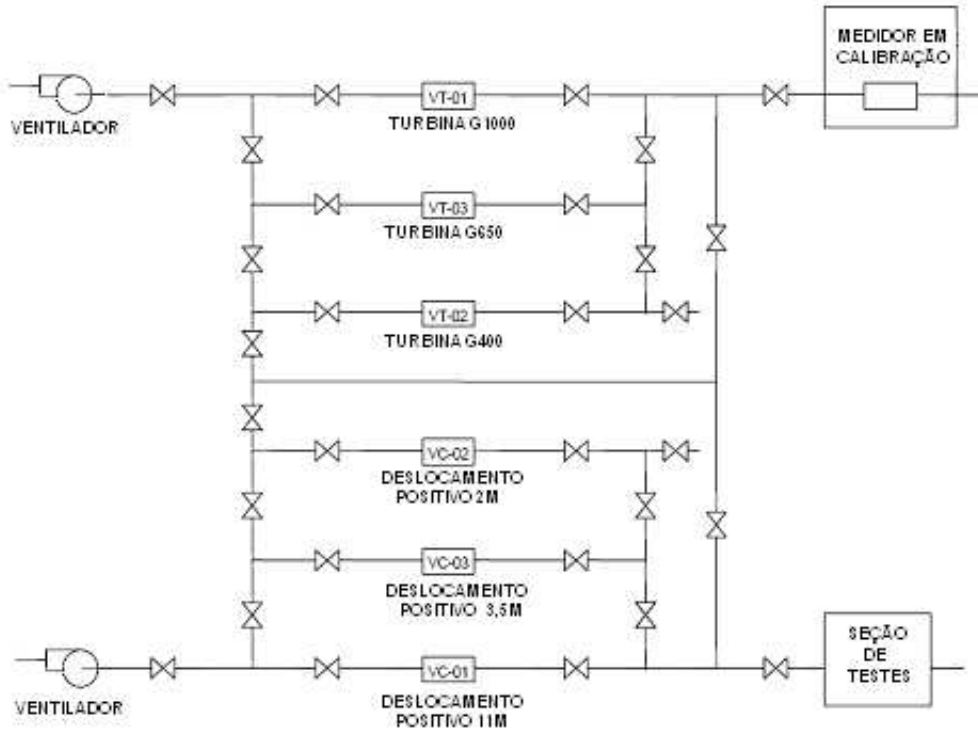 MEDIDOR EM
CALIBRAÇÃO
VENTILADOR
VT-01
TURBINA G1000
VT-03
TURBINA G650
VT-02
TURBINA G400
VC-02
DESLOCAMENTO
POSITIVO 2M
VC-03
DESLOCAMENTO
POSITIVO 3,5M
SEÇÃO
DE
TESTES
VC-01
VENTILADOR
DESLOCAMENTO
POSITIVO 11M